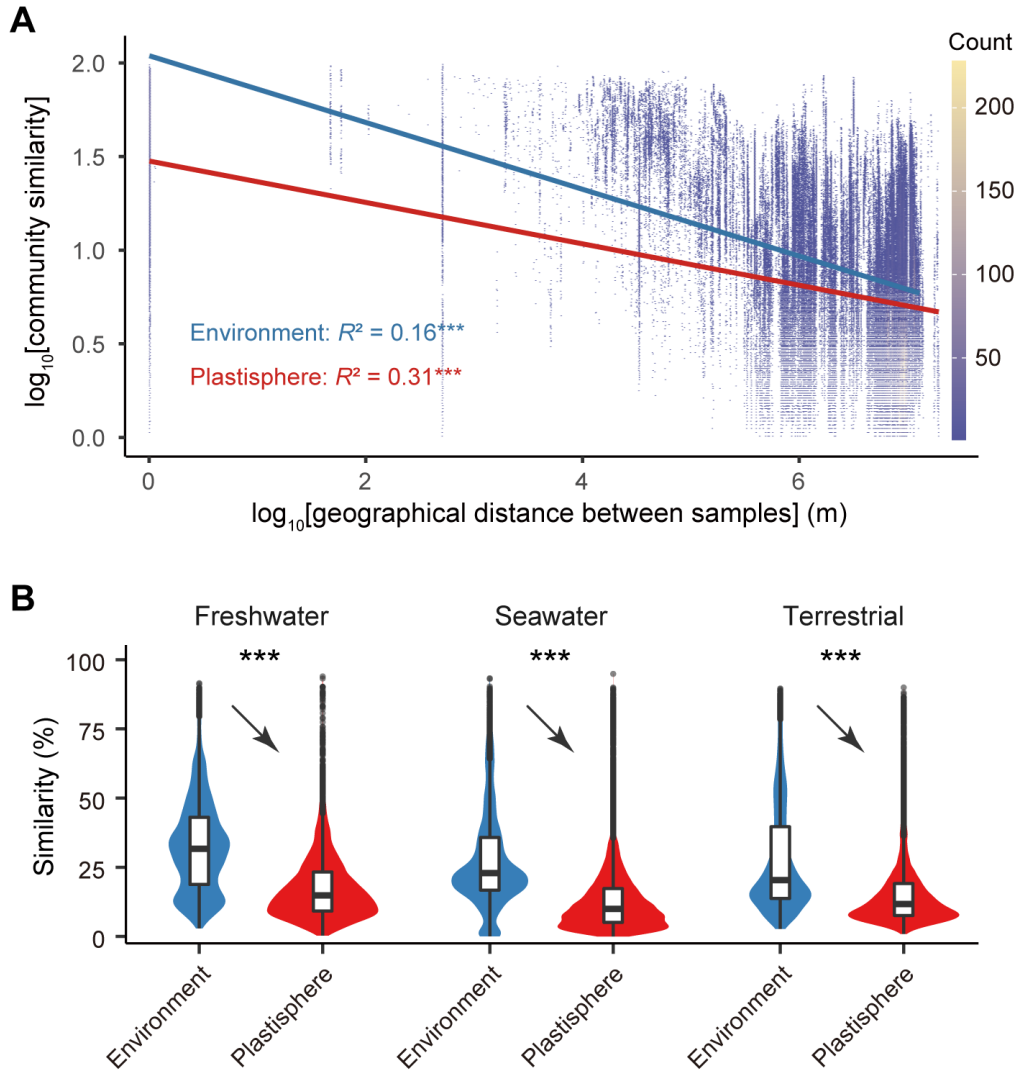 A
Count
2.0
1.5
1.0
0.5
0.0
200
150
100
50
log₁₀[community similarity]
Environment: R² = 0.16***
Plastisphere: R² = 0.31***
0 2 4 6
log₁₀[geographical distance between samples] (m)
B
Freshwater Seawater Terrestrial
*** *** ***
100
75
50
25
0
Similarity (%)
Environment Plastisphere Environment Plastisphere Environment Plastisphere